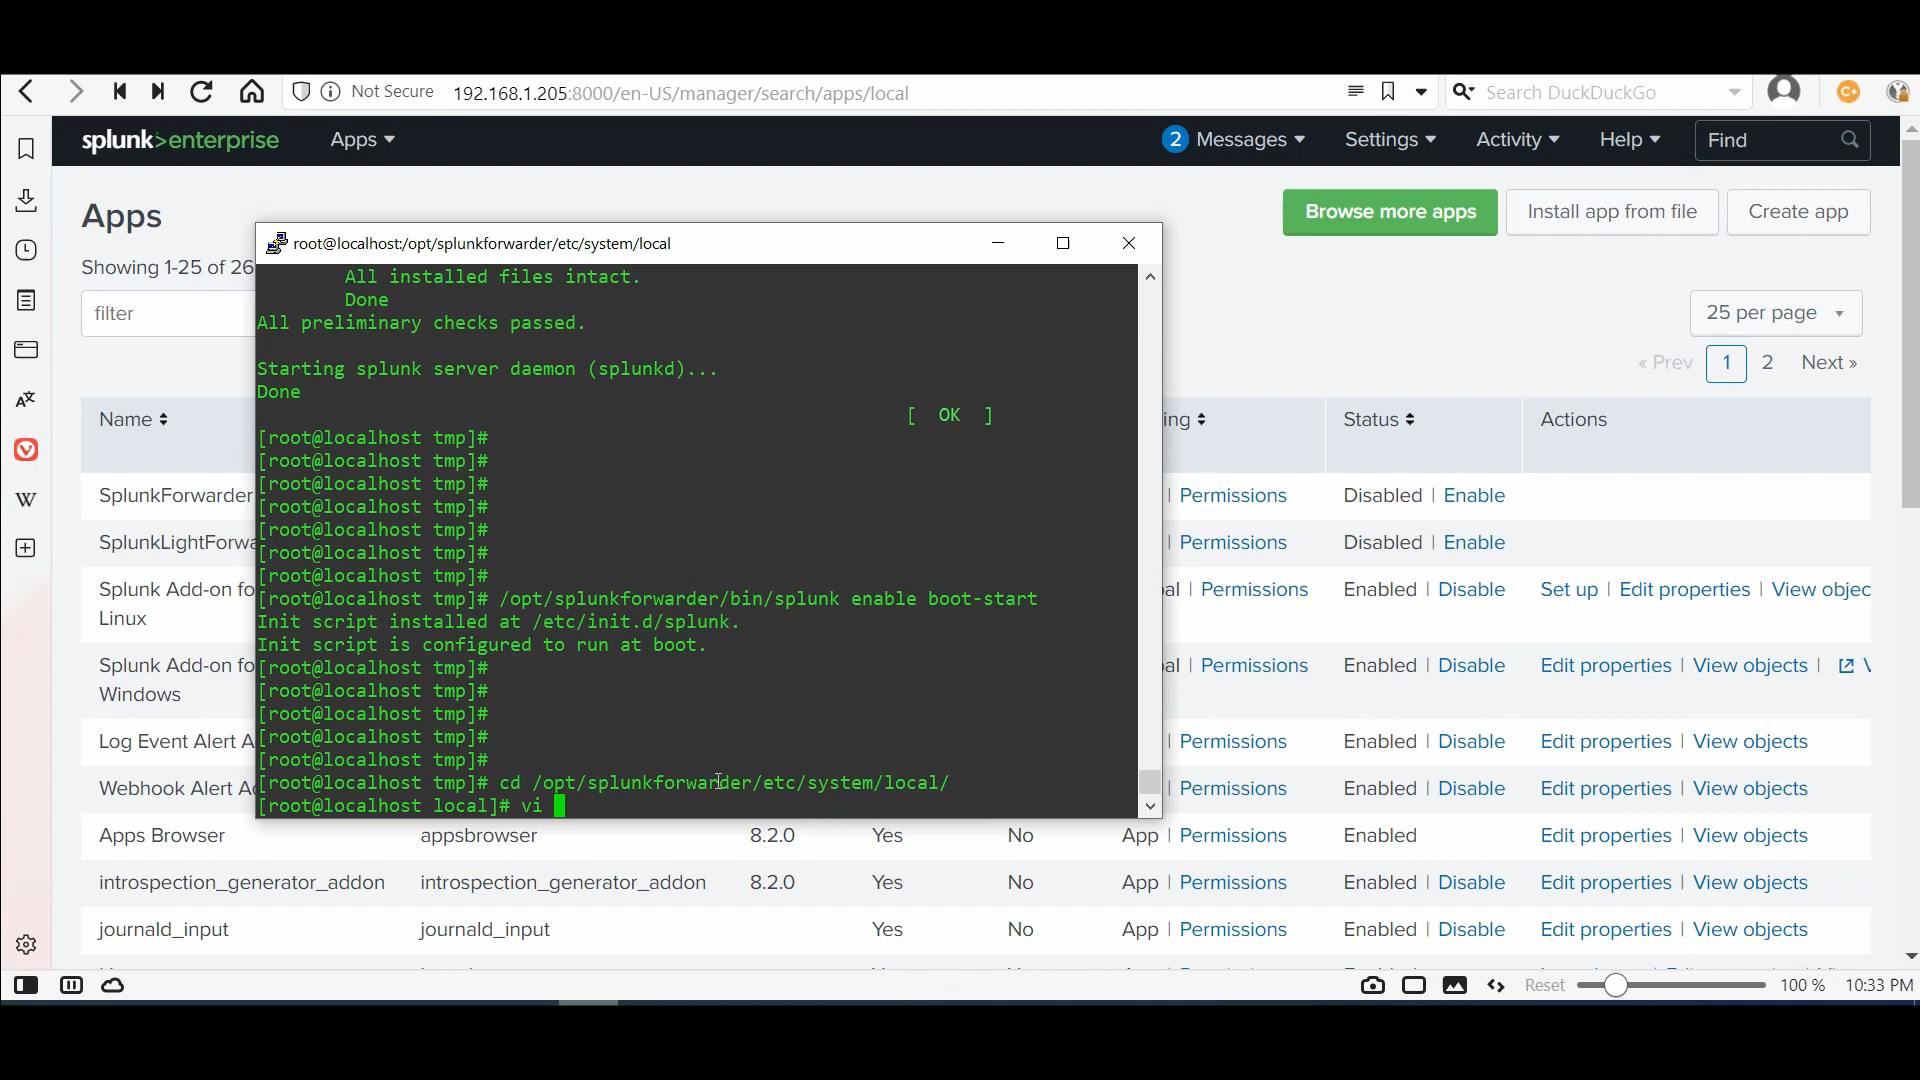 Not Secure 192.168.1.205:8000/en-US/manager/search/apps/local
Search DuckDuckGo
splunk>enterprise Apps 2 Messages Settings Activity Help Find
Apps
Browse more apps Install app from file Create app
Showing 1-25 of 26
filter
25 per page
« Prev 1 2 Next »
Name ing Status Actions
SplunkForwarder | Permissions Disabled | Enable
SplunkLightForwa | Permissions Disabled | Enable
Splunk Add-on fo
Linux
al | Permissions Enabled | Disable Set up | Edit properties | View objec
Splunk Add-on fo
Windows
al | Permissions Enabled | Disable Edit properties | View objects |
Log Event Alert A | Permissions Enabled | Disable Edit properties | View objects
Webhook Alert Ac | Permissions Enabled | Disable Edit properties | View objects
Apps Browser appsbrowser 8.2.0 Yes No App | Permissions Enabled Edit properties | View objects
introspection_generator_addon introspection_generator_addon 8.2.0 Yes No App | Permissions Enabled | Disable Edit properties | View objects
journald_input journald_input Yes No App | Permissions Enabled | Disable Edit properties | View objects
root@localhost:/opt/splunkforwarder/etc/system/local
All installed files intact.
Done
All preliminary checks passed.
Starting splunk server daemon (splunkd)...
Done
[ OK ]
[root@localhost tmp]#
[root@localhost tmp]#
[root@localhost tmp]#
[root@localhost tmp]#
[root@localhost tmp]#
[root@localhost tmp]#
[root@localhost tmp]#
[root@localhost tmp]# /opt/splunkforwarder/bin/splunk enable boot-start
Init script installed at /etc/init.d/splunk.
Init script is configured to run at boot.
[root@localhost tmp]#
[root@localhost tmp]#
[root@localhost tmp]#
[root@localhost tmp]#
[root@localhost tmp]#
[root@localhost tmp]# cd /opt/splunkforwarder/etc/system/local/
[root@localhost local]# vi
Reset 100 % 10:33 PM